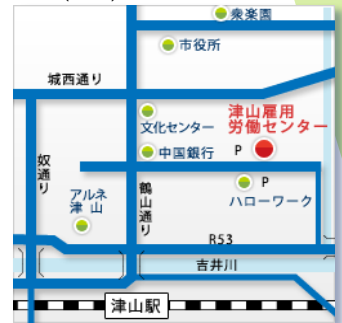 衆楽園
市役所
城西通り
津山雇用
労働センター
文化センター
中国銀行
P
P
ハローワーク
奴通り
アルネ
津山
鶴山通り
R53
吉井川
津山駅